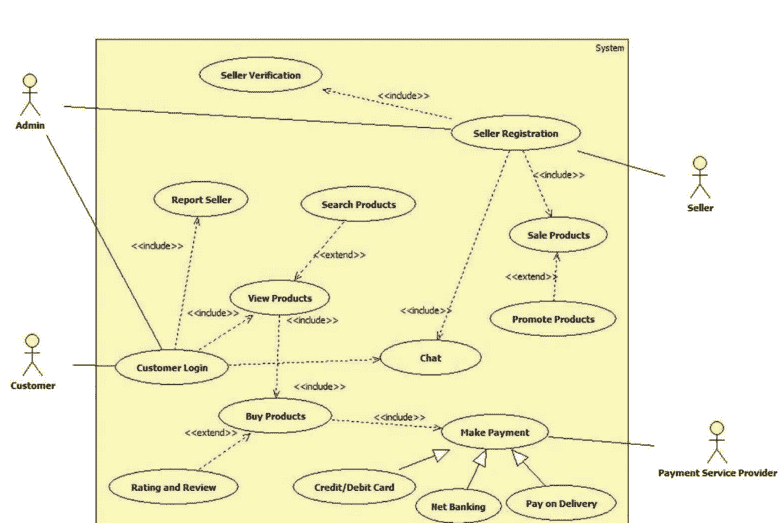 System
Seller Verification
<<include>>
Admin
Seller Registration
<<include>>
Seller
Report Seller
Search Products
Sale Products
<<include>>
<<extend>>
<<extend>>
View Products
<<include>>
<<include>>
<<include>>
Promote Products
Chat
Customer Login
Customer
<<include>>
Buy Products
<<include>>
<<extend>>
Make Payment
Payment Service Provider
Rating and Review
Credit/Debit Card
Net Banking
Pay on Delivery